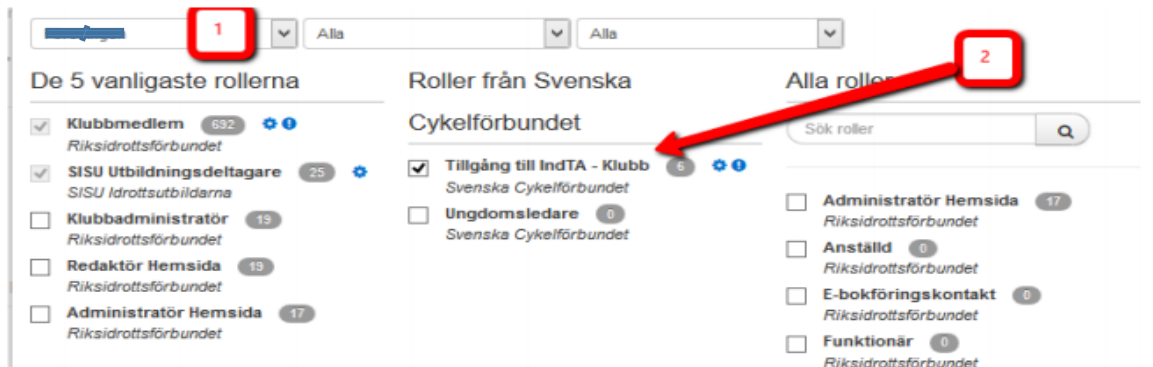 1
Alla
Alla
2
De 5 vanligaste rollerna
Klubbmedlem 692
Riksidrottsförbundet
SISU Utbildningsdeltagare 25
SISU Idrottsutbildarna
Klubbadministratör 19
Riksidrottsförbundet
Redaktör Hemsida 19
Riksidrottsförbundet
Administratör Hemsida 17
Riksidrottsförbundet
Roller från Svenska
Cykelförbundet
Tillgång till IndTA - Klubb 6
Svenska Cykelförbundet
Ungdomsledare 0
Svenska Cykelförbundet
Alla roller
Sök roller
Administratör Hemsida 17
Riksidrottsförbundet
Anställd 0
Riksidrottsförbundet
E-bokföringskontakt 0
Riksidrottsförbundet
Funktionär 0
Riksidrottsförbundet